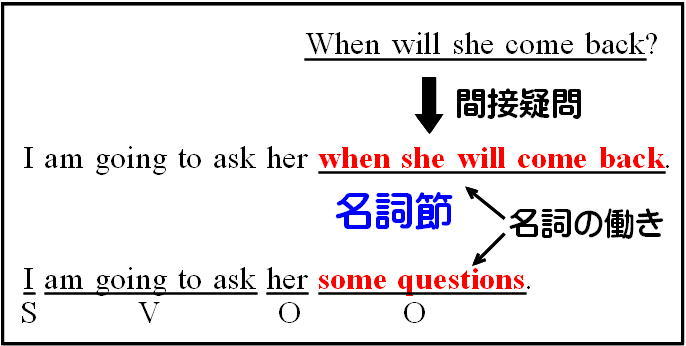 When will she come back?
間接疑問
I am going to ask her when she will come back.
名詞節
名詞の働き
I am going to ask her some questions.
S V O O